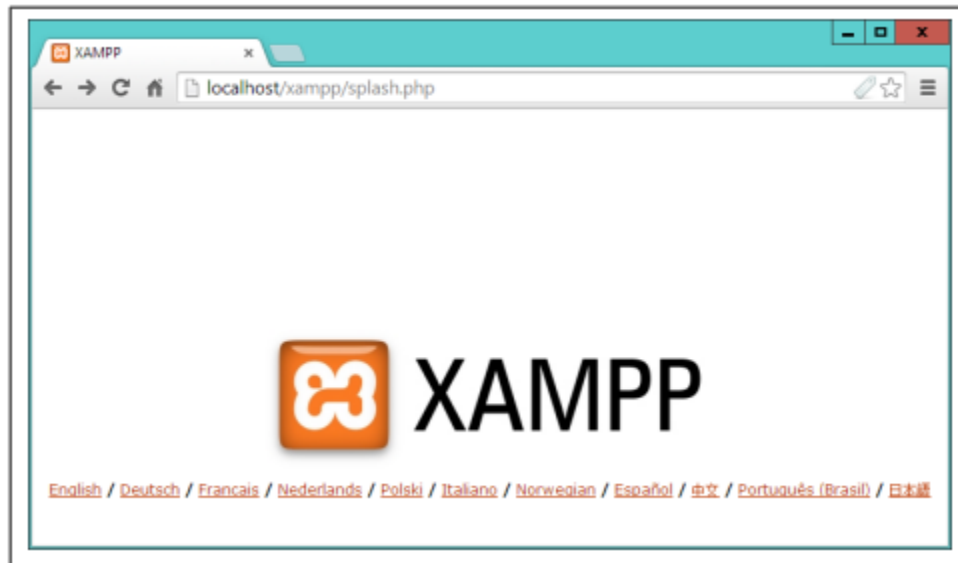 XAMPP
localhost/xampp/splash.php
XAMPP
English / Deutsch / Francais / Nederlands / Polski / Italiano / Norwegian / Español / 中文 / Português (Brasil) / 日本語